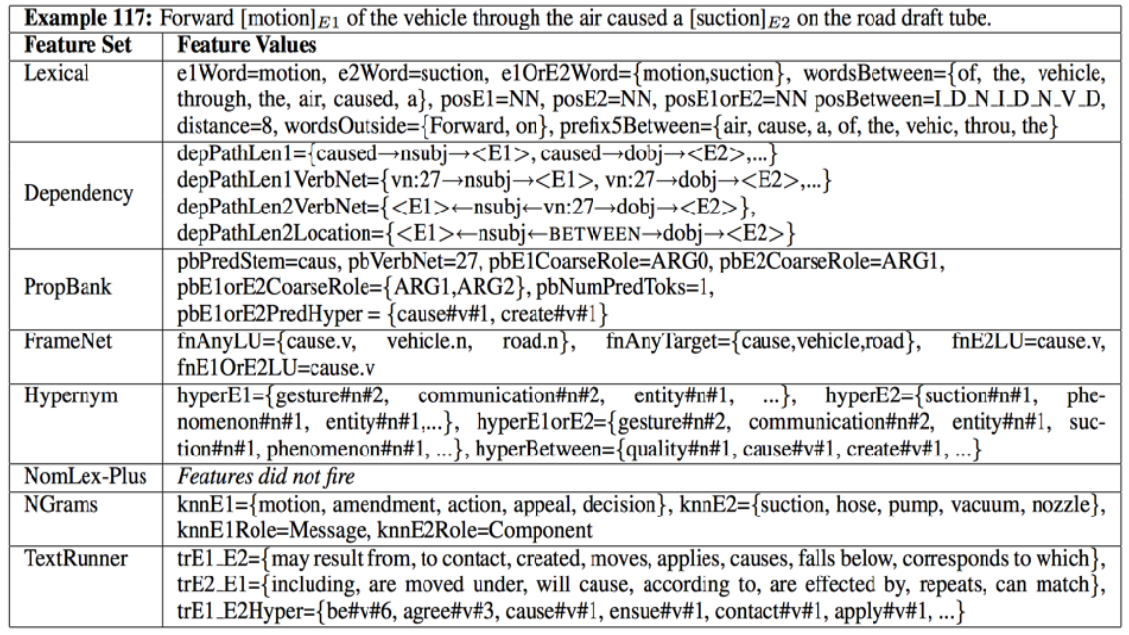 Example 117: Forward [motion]E1 of the vehicle through the air caused a [suction]E2 on the road draft tube.
Feature Set Feature Values
Lexical e1Word=motion, e2Word=suction, e1OrE2Word={motion,suction}, wordsBetween={of, the, vehicle,
through, the, air, caused, a}, posE1=NN, posE2=NN, posE1orE2=NN posBetween=I_D_N_I_D_N_V_D,
distance=8, wordsOutside={Forward, on}, prefix5Between={air, cause, a, of, the, vehic, throu, the}
Dependency
depPathLen1={caused→nsubj→<E1>, caused→dobj→<E2>,...}
depPathLen1VerbNet={vn:27→nsubj→<E1>, vn:27→dobj→<E2>,...}
depPathLen2VerbNet={<E1>←nsubj←vn:27→dobj→<E2>},
depPathLen2Location={<E1>←nsubj←BETWEEN→dobj→<E2>}
PropBank
pbPredStem=caus, pbVerbNet=27, pbE1CoarseRole=ARG0, pbE2CoarseRole=ARG1,
pbE1orE2CoarseRole={ARG1,ARG2}, pbNumPredToks=1,
pbE1orE2PredHyper = {cause#v#1, create#v#1}
FrameNet fnAnyLU={cause.v, vehicle.n, road.n}, fnAnyTarget={cause,vehicle,road}, fnE2LU=cause.v,
fnE1OrE2LU=cause.v
Hypernym hyperE1={gesture#n#2, communication#n#2, entity#n#1, ...}, hyperE2={suction#n#1, phe-
nomenon#n#1, entity#n#1,...}, hyperE1orE2={gesture#n#2, communication#n#2, entity#n#1, suc-
tion#n#1, phenomenon#n#1, ...}, hyperBetween={quality#n#1, cause#v#1, create#v#1, ...}
NomLex-Plus Features did not fire
NGrams knnE1={motion, amendment, action, appeal, decision}, knnE2={suction, hose, pump, vacuum, nozzle},
knnE1Role=Message, knnE2Role=Component
TextRunner trE1_E2={may result from, to contact, created, moves, applies, causes, falls below, corresponds to which},
trE2_E1={including, are moved under, will cause, according to, are effected by, repeats, can match},
trE1_E2Hyper={be#v#6, agree#v#3, cause#v#1, ensue#v#1, contact#v#1, apply#v#1, ...}